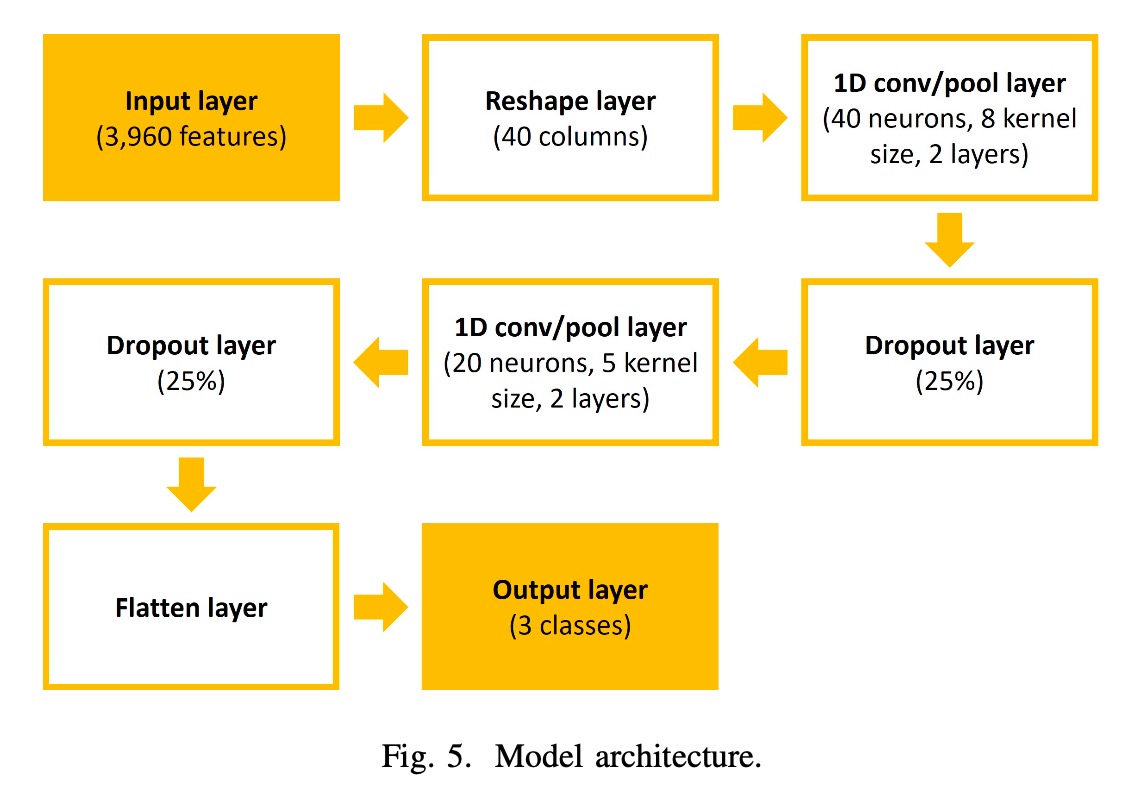 Input layer
(3,960 features)
Reshape layer
(40 columns)
1D conv/pool layer
(40 neurons, 8 kernel
size, 2 layers)
Dropout layer
(25%)
1D conv/pool layer
(20 neurons, 5 kernel
size, 2 layers)
Dropout layer
(25%)
Flatten layer
Output layer
(3 classes)
Fig. 5. Model architecture.